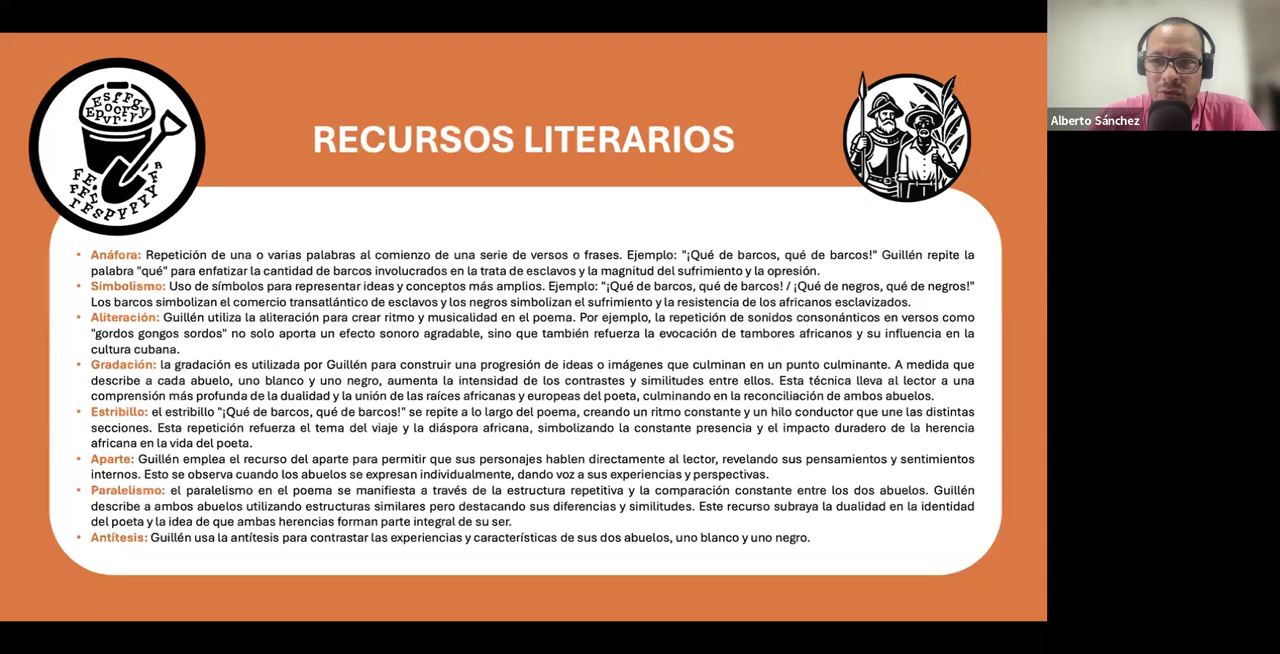 RECURSOS LITERARIOS
Alberto Sánchez
• Anáfora: Repetición de una o varias palabras al comienzo de una serie de versos o frases. Ejemplo: "¡Qué de barcos, qué de barcos!" Guillén repite la
palabra "qué" para enfatizar la cantidad de barcos involucrados en la trata de esclavos y la magnitud del sufrimiento y la opresión.
• Simbolismo: Uso de símbolos para representar ideas y conceptos más amplios. Ejemplo: "¡Qué de barcos, qué de barcos! / ¡Qué de negros, qué de negros!"
Los barcos simbolizan el comercio transatlántico de esclavos y los negros simbolizan el sufrimiento y la resistencia de los africanos esclavizados.
• Aliteración: Guillén utiliza la aliteración para crear ritmo y musicalidad en el poema. Por ejemplo, la repetición de sonidos consonánticos en versos como
"gordos gongos sordos" no solo aporta un efecto sonoro agradable, sino que también refuerza la evocación de tambores africanos y su influencia en la
cultura cubana.
• Gradación: la gradación es utilizada por Guillén para construir una progresión de ideas o imágenes que culminan en un punto culminante. A medida que
describe a cada abuelo, uno blanco y uno negro, aumenta la intensidad de los contrastes y similitudes entre ellos. Esta técnica lleva al lector a una
comprensión más profunda de la dualidad y la unión de las raíces africanas y europeas del poeta, culminando en la reconciliación de ambos abuelos.
• Estribillo: el estribillo "¡Qué de barcos, qué de barcos!" se repite a lo largo del poema, creando un ritmo constante y un hilo conductor que une las distintas
secciones. Esta repetición refuerza el tema del viaje y la diáspora africana, simbolizando la constante presencia y el impacto duradero de la herencia
africana en la vida del poeta.
• Aparte: Guillén emplea el recurso del aparte para permitir que sus personajes hablen directamente al lector, revelando sus pensamientos y sentimientos
internos. Esto se observa cuando los abuelos se expresan individualmente, dando voz a sus experiencias y perspectivas.
• Paralelismo: el paralelismo en el poema se manifiesta a través de la estructura repetitiva y la comparación constante entre los dos abuelos. Guillén
describe a ambos abuelos utilizando estructuras similares pero destacando sus diferencias y similitudes. Este recurso subraya la dualidad en la identidad
del poeta y la idea de que ambas herencias forman parte integral de su ser.
• Antítesis: Guillén usa la antítesis para contrastar las experiencias y características de sus dos abuelos, uno blanco y uno negro.